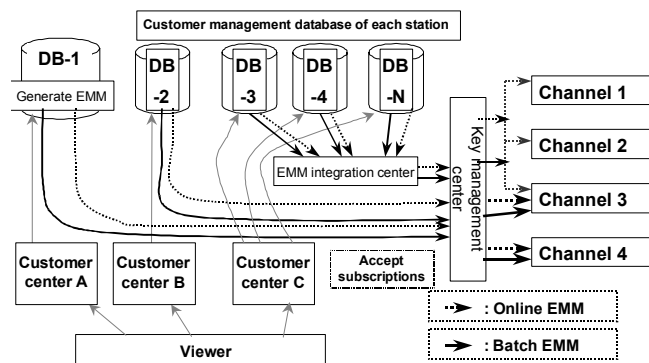 Customer management database of each station
DB-1
Generate EMM
DB
-2
DB
-3
DB
-4
DB
-N
EMM integration center
Key management
center
Channel 1
Channel 2
Channel 3
Channel 4
Customer
center A
Customer
center B
Customer
center C
Accept
subscriptions
: Online EMM
: Batch EMM
Viewer